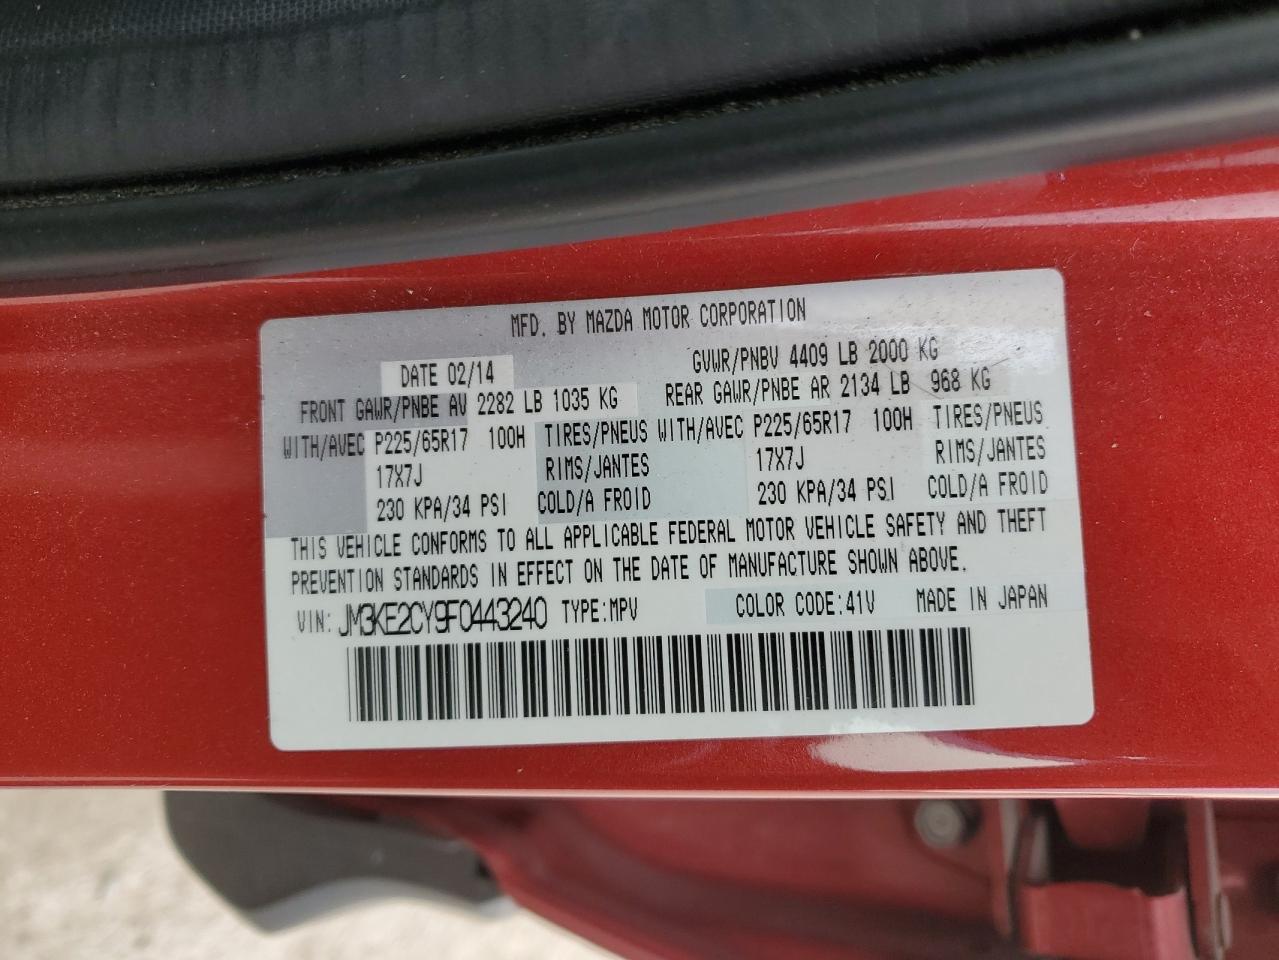 MFD. BY MAZDA MOTOR CORPORATION
DATE 02/14 GVWR/PNBV 4409 LB 2000 KG
FRONT GAWR/PNBE AV 2282 LB 1035 KG REAR GAWR/PNBE AR 2134 LB 968 KG
WITH/AVEC P225/65R17 100H TIRES/PNEUS WITH/AVEC P225/65R17 100H TIRES/PNEUS
17X7J RIMS/JANTES 17X7J RIMS/JANTES
230 KPA/34 PSI COLD/A FROID 230 KPA/34 PSI COLD/A FROID
THIS VEHICLE CONFORMS TO ALL APPLICABLE FEDERAL MOTOR VEHICLE SAFETY AND THEFT
PREVENTION STANDARDS IN EFFECT ON THE DATE OF MANUFACTURE SHOWN ABOVE.
VIN: JM3KE2CY9F0443240 TYPE:MPV COLOR CODE:41V MADE IN JAPAN